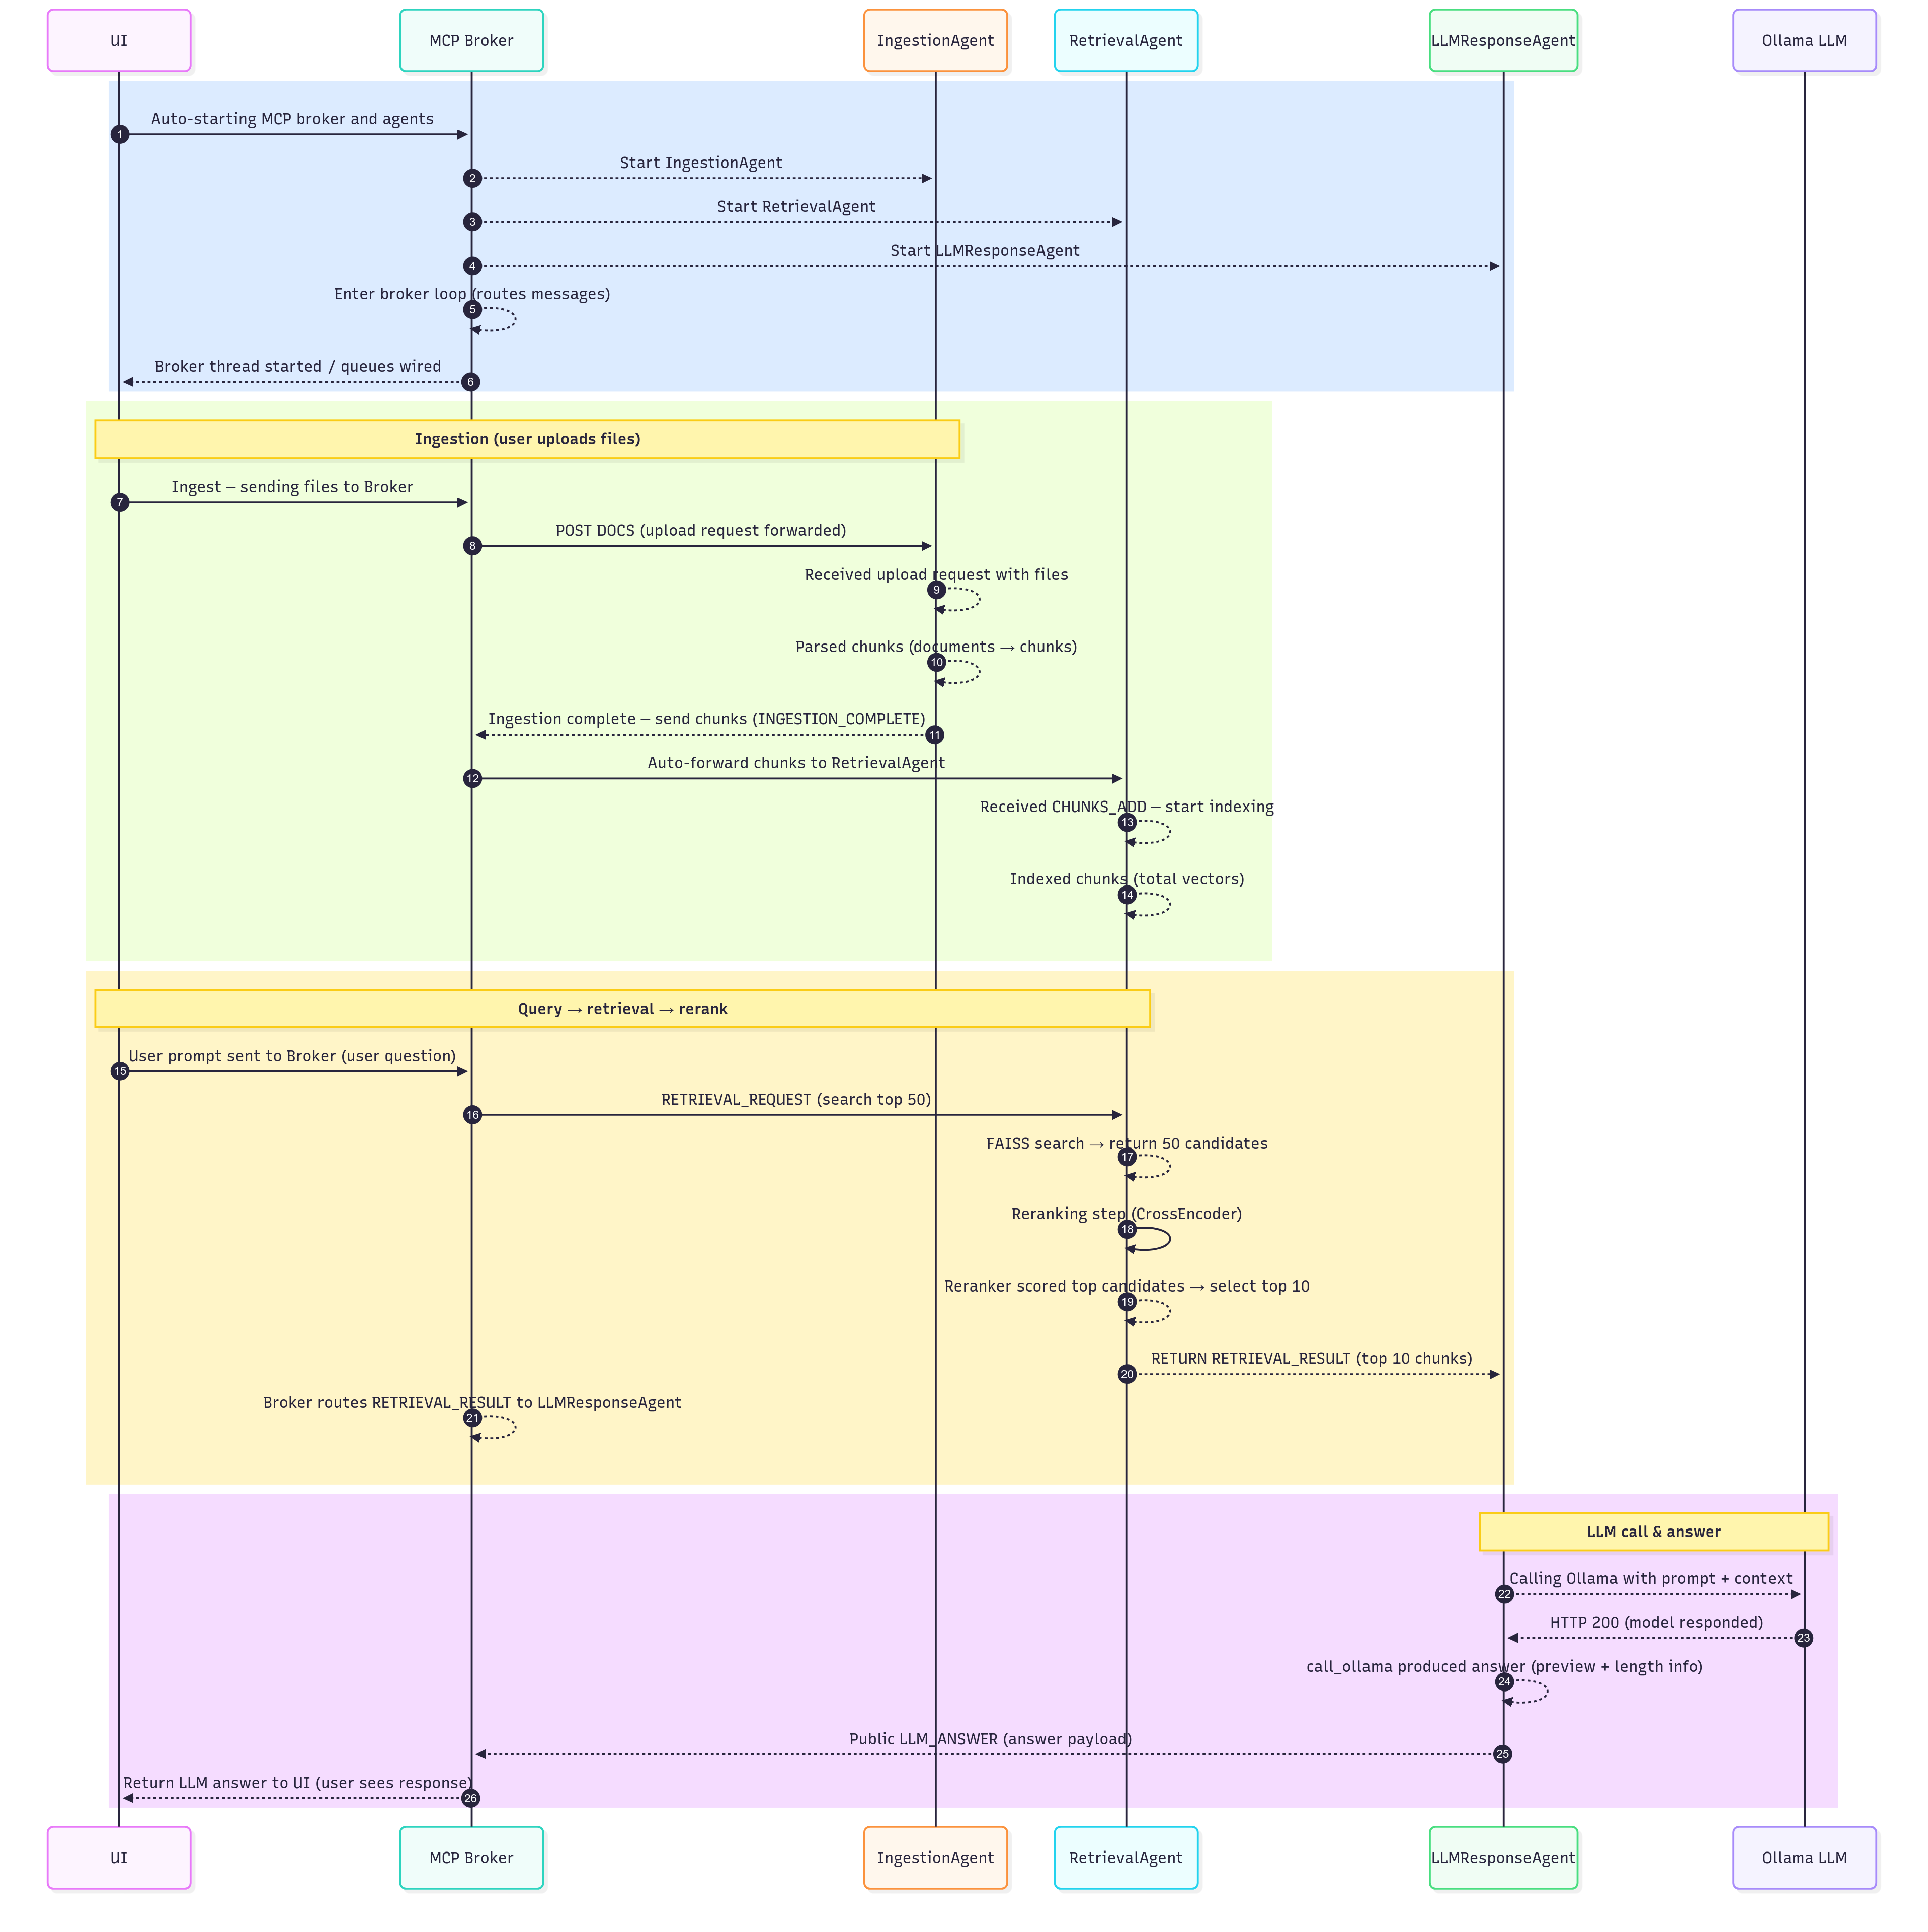 UI
MCP Broker
IngestionAgent
RetrievalAgent
LLMResponseAgent
Ollama LLM
Auto-starting MCP broker and agents
1
Start IngestionAgent
2
Start RetrievalAgent
3
Start LLMResponseAgent
4
Enter broker loop (routes messages)
5
Broker thread started / queues wired
6
Ingestion (user uploads files)
Ingest – sending files to Broker
7
POST DOCS (upload request forwarded)
8
Received upload request with files
9
Parsed chunks (documents → chunks)
10
Ingestion complete – send chunks (INGESTION_COMPLETE)
11
Auto-forward chunks to RetrievalAgent
12
Received CHUNKS_ADD – start indexing
13
Indexed chunks (total vectors)
14
Query → retrieval → rerank
User prompt sent to Broker (user question)
15
RETRIEVAL_REQUEST (search top 50)
16
FAISS search → return 50 candidates
17
Reranking step (CrossEncoder)
18
Reranker scored top candidates → select top 10
19
RETURN RETRIEVAL_RESULT (top 10 chunks)
20
Broker routes RETRIEVAL_RESULT to LLMResponseAgent
21
LLM call & answer
Calling Ollama with prompt + context
22
HTTP 200 (model responded)
23
call_ollama produced answer (preview + length info)
24
Public LLM_ANSWER (answer payload)
25
Return LLM answer to UI (user sees response)
26
UI
MCP Broker
IngestionAgent
RetrievalAgent
LLMResponseAgent
Ollama LLM